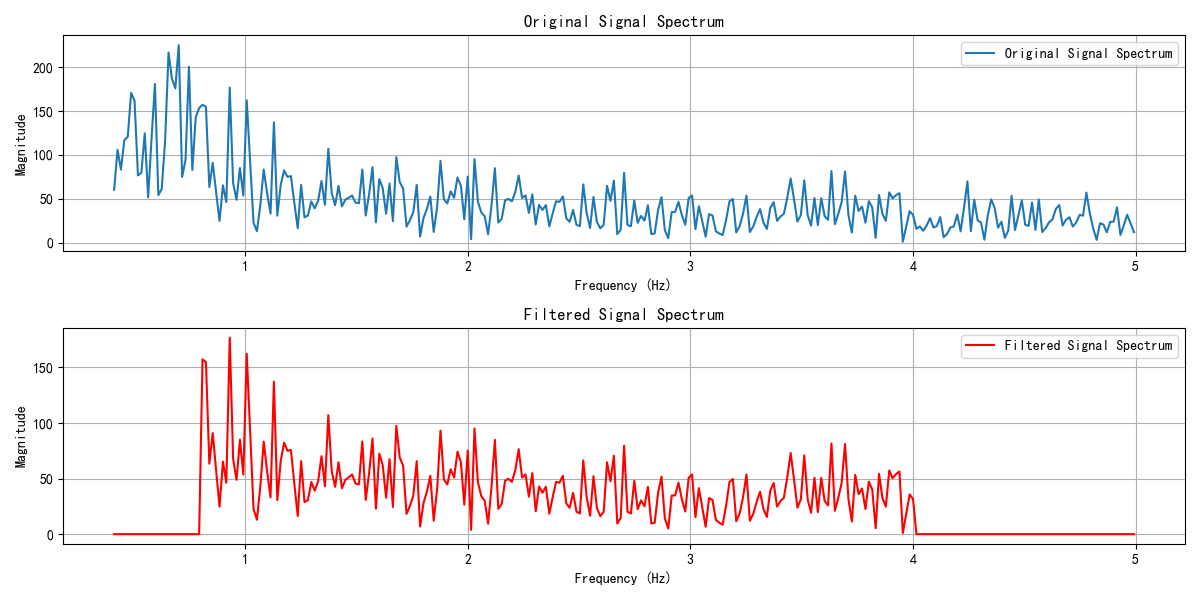 Original Signal Spectrum
Original Signal Spectrum
Magnitude
200
150
100
50
0
1
2
3
4
5
Frequency (Hz)
Filtered Signal Spectrum
Filtered Signal Spectrum
Magnitude
150
100
50
0
1
2
3
4
5
Frequency (Hz)